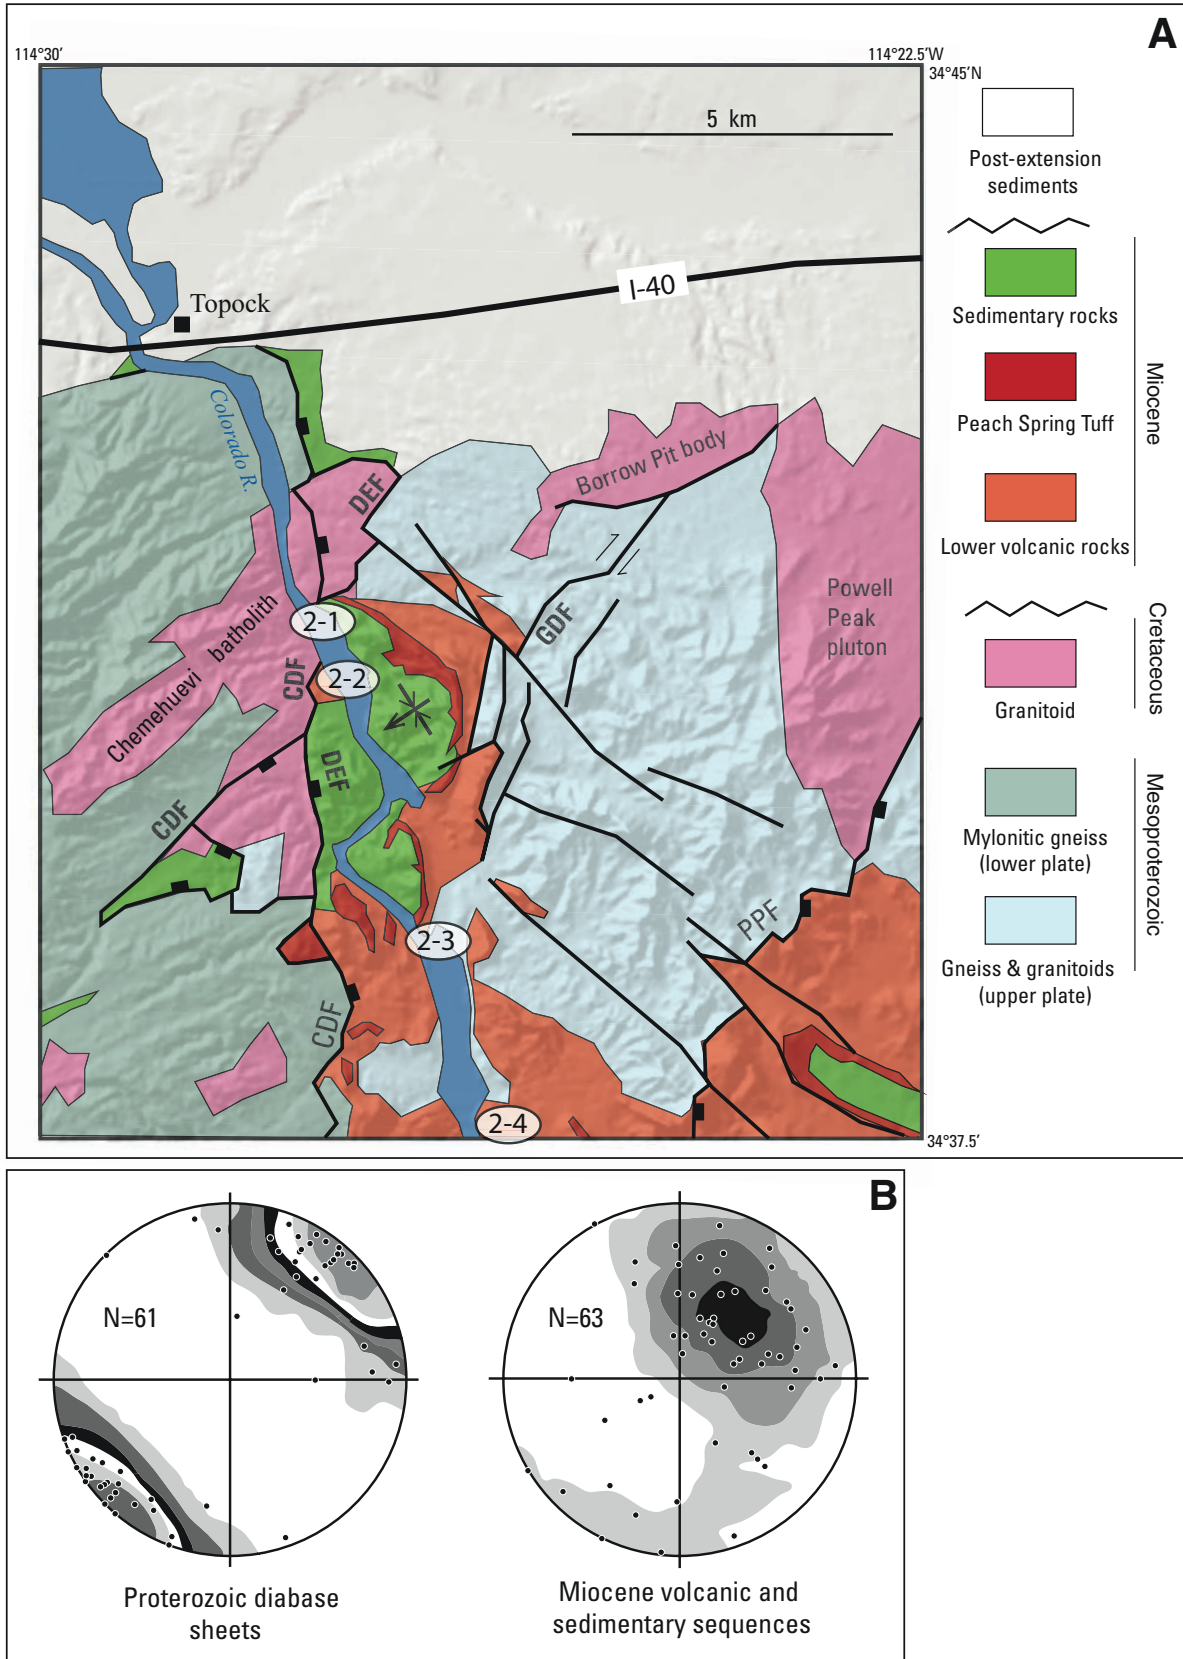 A
114°30'
114°22.5'W
34°45'N
5 km
Post-extension
sediments
I-40
Topock
Sedimentary rocks
Peach Spring Tuff
Miocene
Colorado R.
DEF
Borrow Pit body
Lower volcanic rocks
Powell
Peak
pluton
Chemehuevi batholith
2-1
GDF
CDF
2-2
Granitoid
Cretaceous
DEF
CDF
Mylonitic gneiss
(lower plate)
Mesoproterozoic
PPF
2-3
Gneiss & granitoids
(upper plate)
CDF
2-4
34°37.5'
B
N=61
N=63
Proterozoic diabase
sheets
Miocene volcanic and
sedimentary sequences